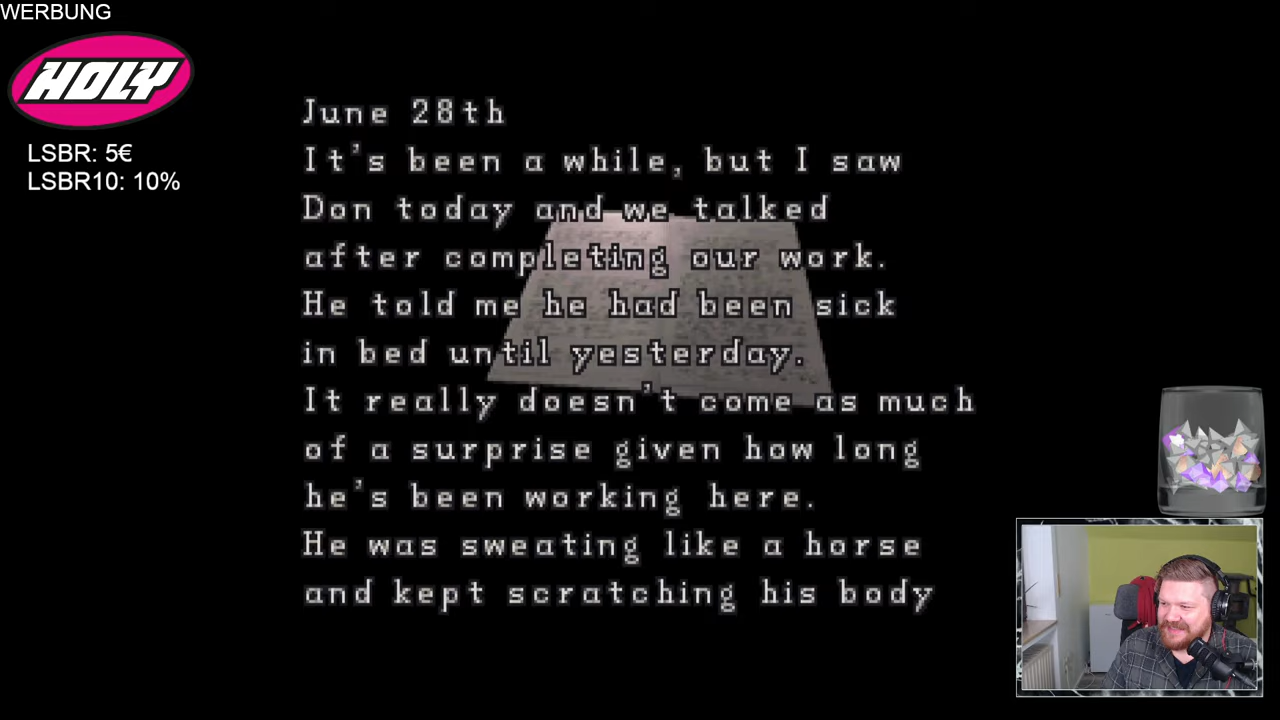 WERBUNG
HOLY
LSBR: 5€
LSBR10: 10%
June 28th
It's been a while, but I saw
Don today and we talked
after completing our work.
He told me he had been sick
in bed until yesterday.
It really doesn't come as much
of a surprise given how long
he's been working here.
He was sweating like a horse
and kept scratching his body